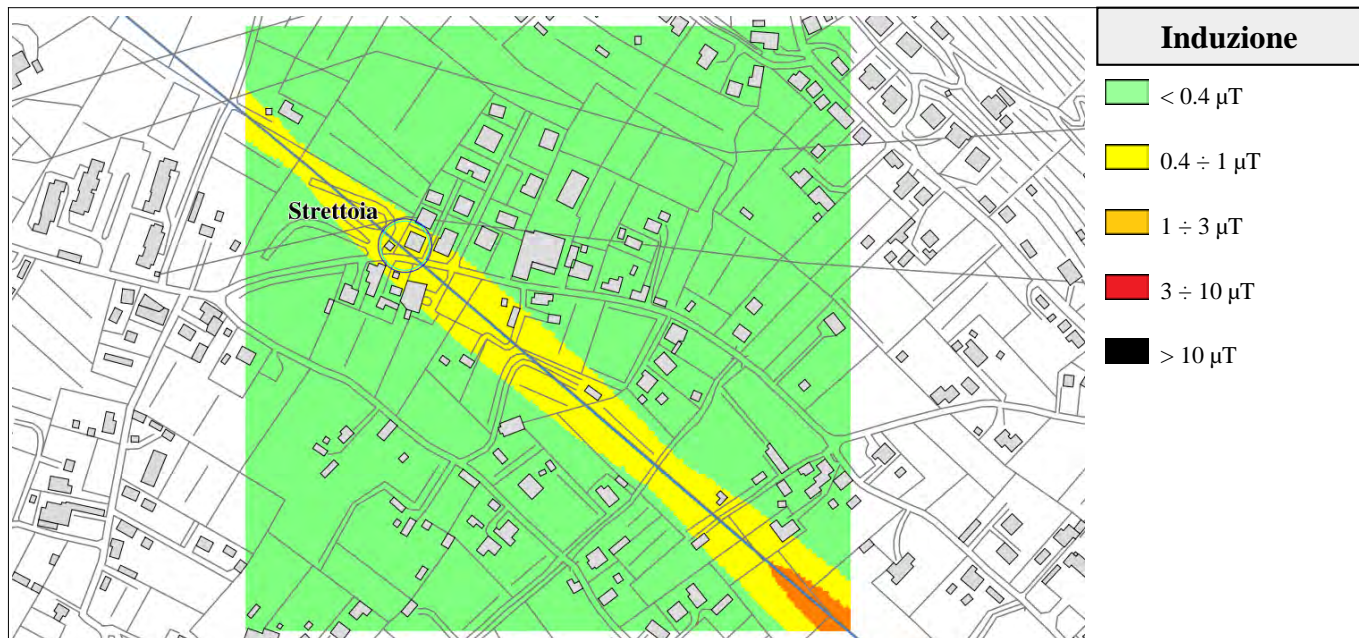 Induzione
< 0.4 µT
0.4 ÷ 1 µT
Strettoia
1 ÷ 3 µT
3 ÷ 10 µT
> 10 µT